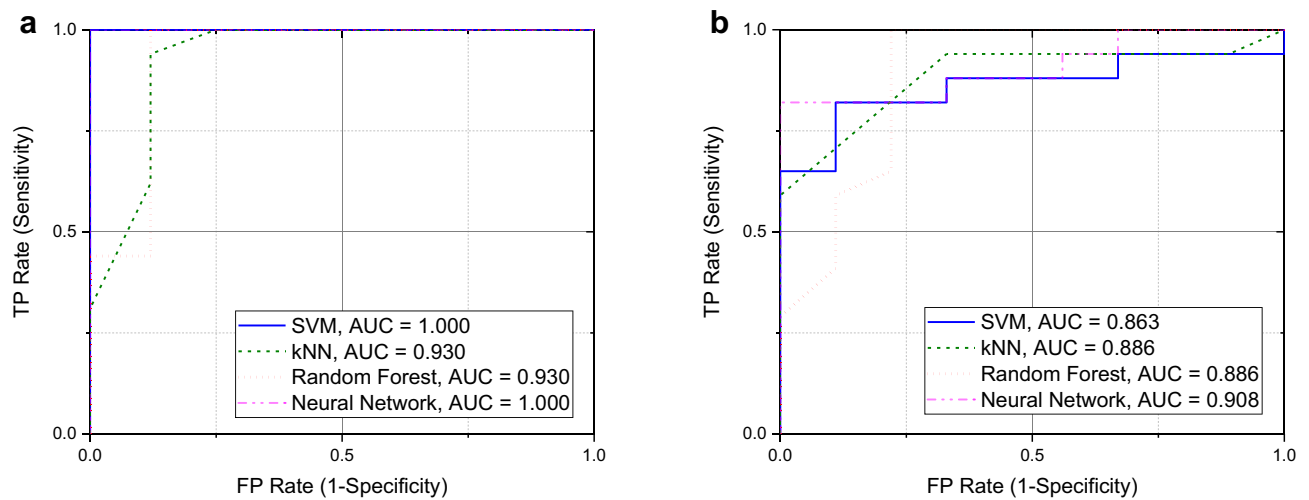 a
1.0
0.5
0.0
TP Rate (Sensitivity)
SVM, AUC = 1.000
kNN, AUC = 0.930
Random Forest, AUC = 0.930
Neural Network, AUC = 1.000
0.0 0.5 1.0
FP Rate (1-Specificity)
b
1.0
0.5
0.0
TP Rate (Sensitivity)
SVM, AUC = 0.863
kNN, AUC = 0.886
Random Forest, AUC = 0.886
Neural Network, AUC = 0.908
0.0 0.5 1.0
FP Rate (1-Specificity)